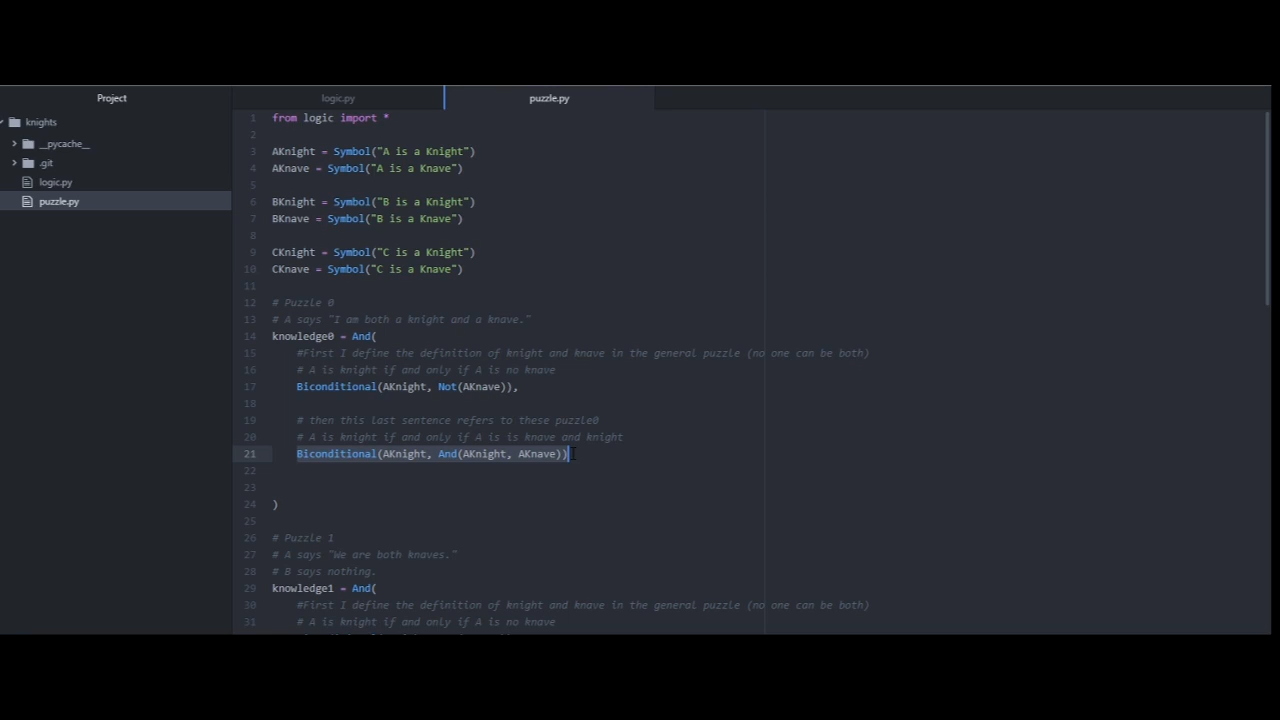 Project
logic.py
puzzle.py
knights
__pycache__
.git
logic.py
puzzle.py
1 from logic import *
2
3 AKnight = Symbol("A is a Knight")
4 AKnave = Symbol("A is a Knave")
5
6 BKnight = Symbol("B is a Knight")
7 BKnave = Symbol("B is a Knave")
8
9 CKnight = Symbol("C is a Knight")
10 CKnave = Symbol("C is a Knave")
11
12 # Puzzle 0
13 # A says "I am both a knight and a knave."
14 knowledge0 = And(
15 #First I define the definition of knight and knave in the general puzzle (no one can be both)
16 # A is knight if and only if A is no knave
17 Biconditional(AKnight, Not(AKnave)),
18
19 # then this last sentence refers to these puzzle0
20 # A is knight if and only if A is is knave and knight
21 Biconditional(AKnight, And(AKnight, AKnave))
22
23
24 )
25
26 # Puzzle 1
27 # A says "We are both knaves."
28 # B says nothing.
29 knowledge1 = And(
30 #First I define the definition of knight and knave in the general puzzle (no one can be both)
31 # A is knight if and only if A is no knave